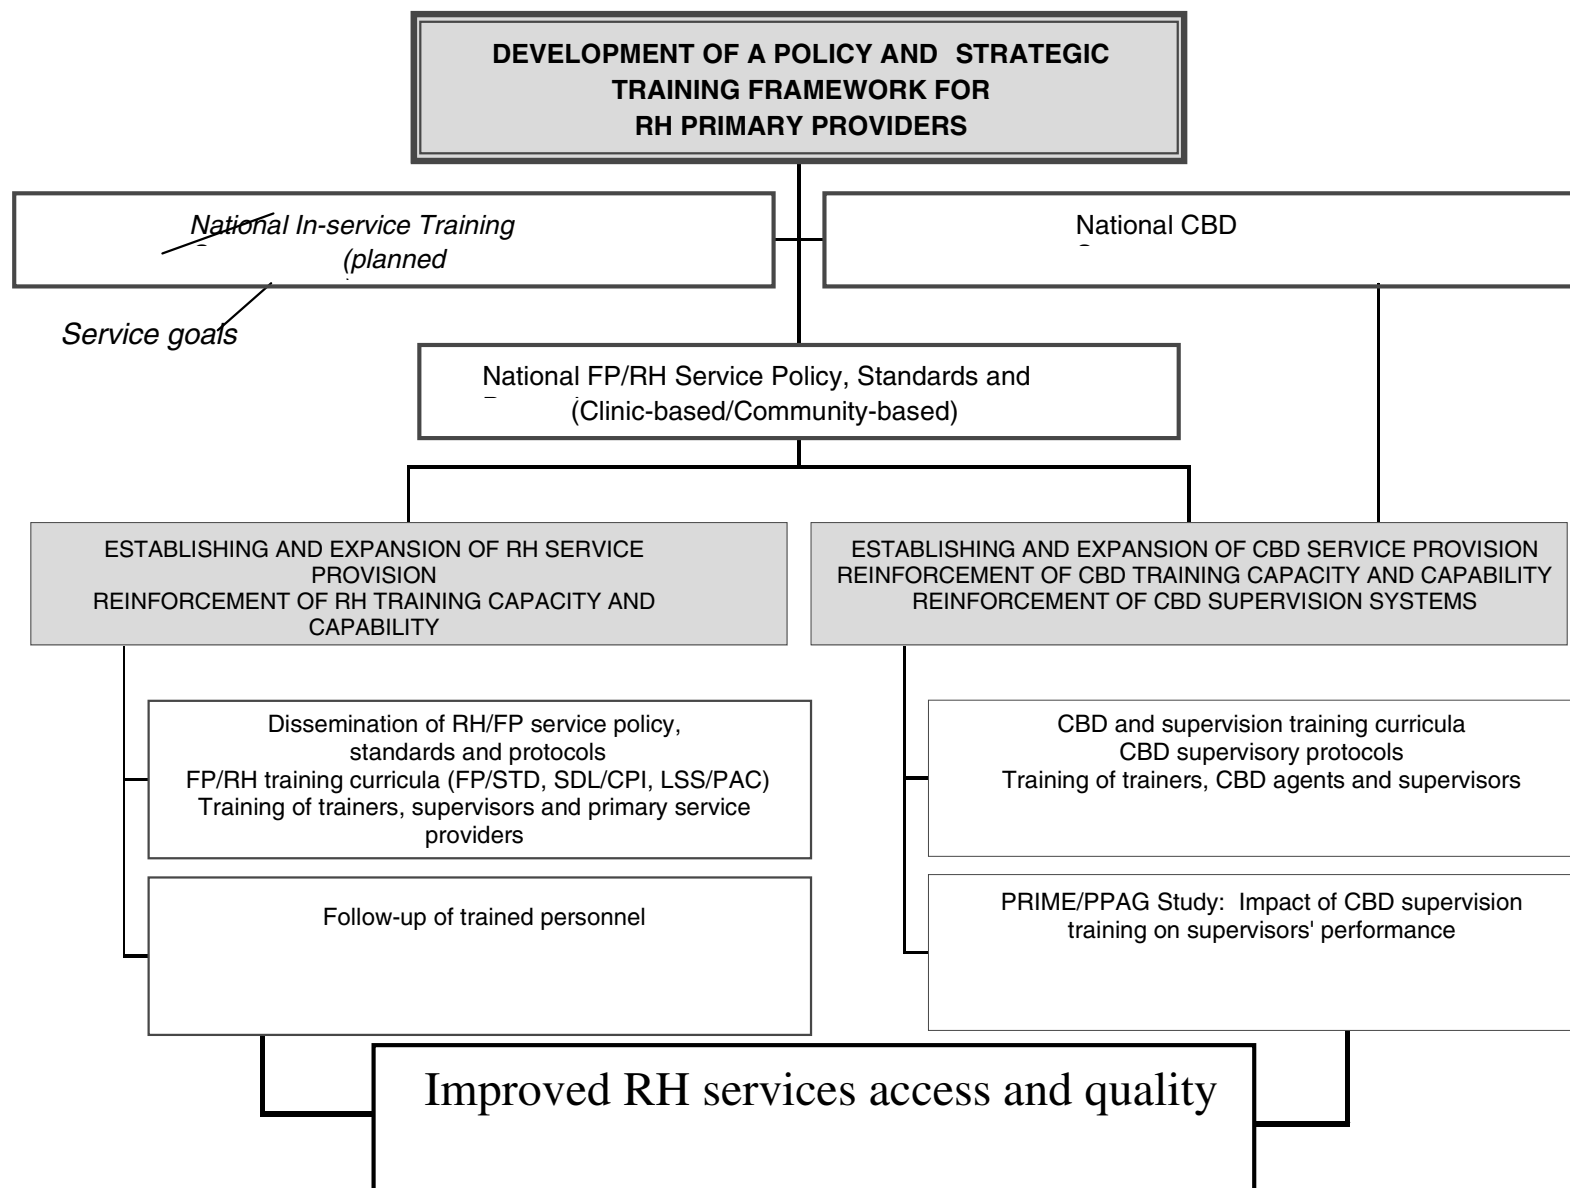 DEVELOPMENT OF A POLICY AND STRATEGIC
TRAINING FRAMEWORK FOR
RH PRIMARY PROVIDERS
National In-service Training
(planned
National CBD
Service goals
National FP/RH Service Policy, Standards and
(Clinic-based/Community-based)
ESTABLISHING AND EXPANSION OF RH SERVICE
PROVISION
REINFORCEMENT OF RH TRAINING CAPACITY AND
CAPABILITY
ESTABLISHING AND EXPANSION OF CBD SERVICE PROVISION
REINFORCEMENT OF CBD TRAINING CAPACITY AND CAPABILITY
REINFORCEMENT OF CBD SUPERVISION SYSTEMS
Dissemination of RH/FP service policy,
standards and protocols
FP/RH training curricula (FP/STD, SDL/CPI, LSS/PAC)
Training of trainers, supervisors and primary service
providers
CBD and supervision training curricula
CBD supervisory protocols
Training of trainers, CBD agents and supervisors
Follow-up of trained personnel
PRIME/PPAG Study: Impact of CBD supervision
training on supervisors' performance
Improved RH services access and quality